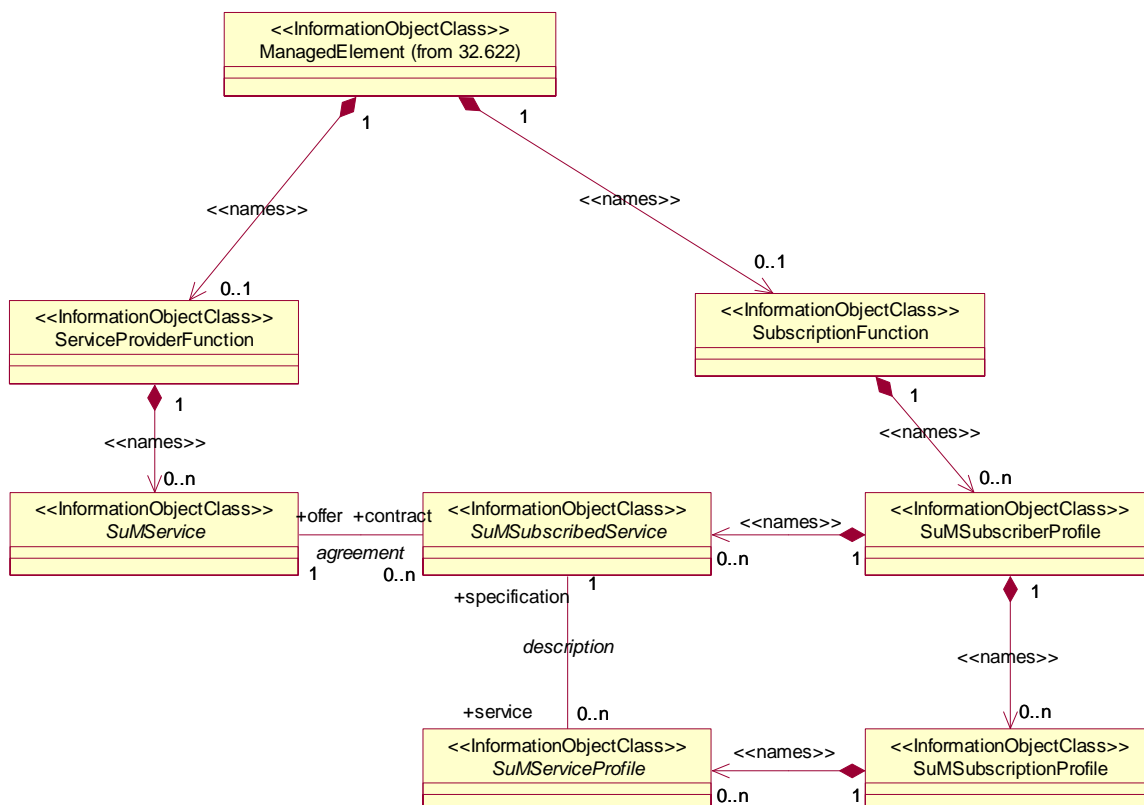 <<InformationObjectClass>>
ManagedElement (from 32.622)
1
1
<<names>>
<<names>>
0..1
0..1
<<InformationObjectClass>>
ServiceProviderFunction
<<InformationObjectClass>>
SubscriptionFunction
1
1
<<names>>
<<names>>
0..n
0..n
<<InformationObjectClass>>
SuMService
+offer
+contract
agreement
1
0..n
<<InformationObjectClass>>
SuMSubscribedService
<<names>>
0..n
1
<<InformationObjectClass>>
SuMSubscriberProfile
+specification
1
1
description
<<names>>
+service
0..n
0..n
<<InformationObjectClass>>
SuMServiceProfile
<<names>>
0..n
1
<<InformationObjectClass>>
SuMSubscriptionProfile